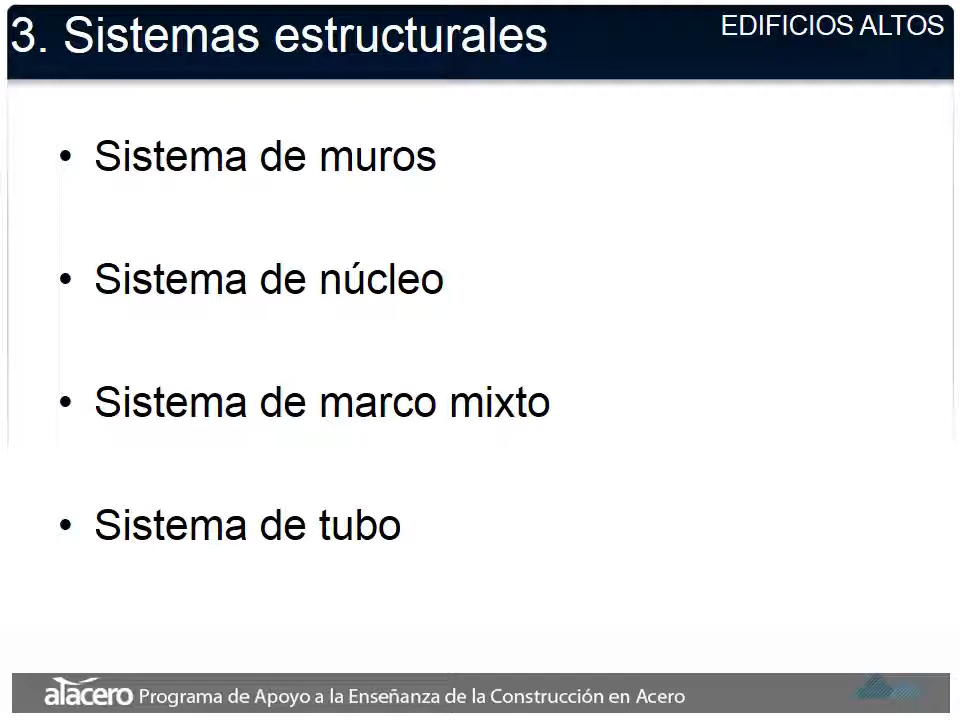 3. Sistemas estructurales
EDIFICIOS ALTOS
• Sistema de muros
• Sistema de núcleo
• Sistema de marco mixto
• Sistema de tubo
alacero Programa de Apoyo a la Enseñanza de la Construcción en Acero